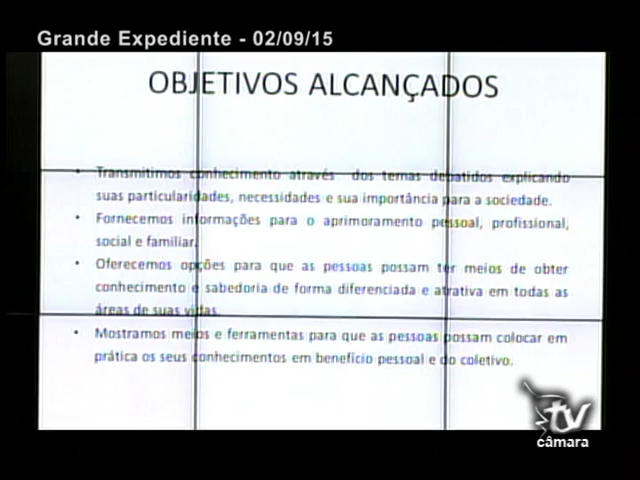 Grande Expediente - 02/09/15
OBJETIVOS ALCANÇADOS
• Transmitimos conhecimento através dos temas debatidos explicando
suas particularidades, necessidades e sua importância para a sociedade.
• Fornecemos informações para o aprimoramento pessoal, profissional,
social e familiar.
• Oferecemos opções para que as pessoas possam ter meios de obter
conhecimento e sabedoria de forma diferenciada e atrativa em todas as
áreas de suas vidas.
• Mostramos meios e ferramentas para que as pessoas possam colocar em
prática os seus conhecimentos em benefício pessoal e do coletivo.
tv
câmara